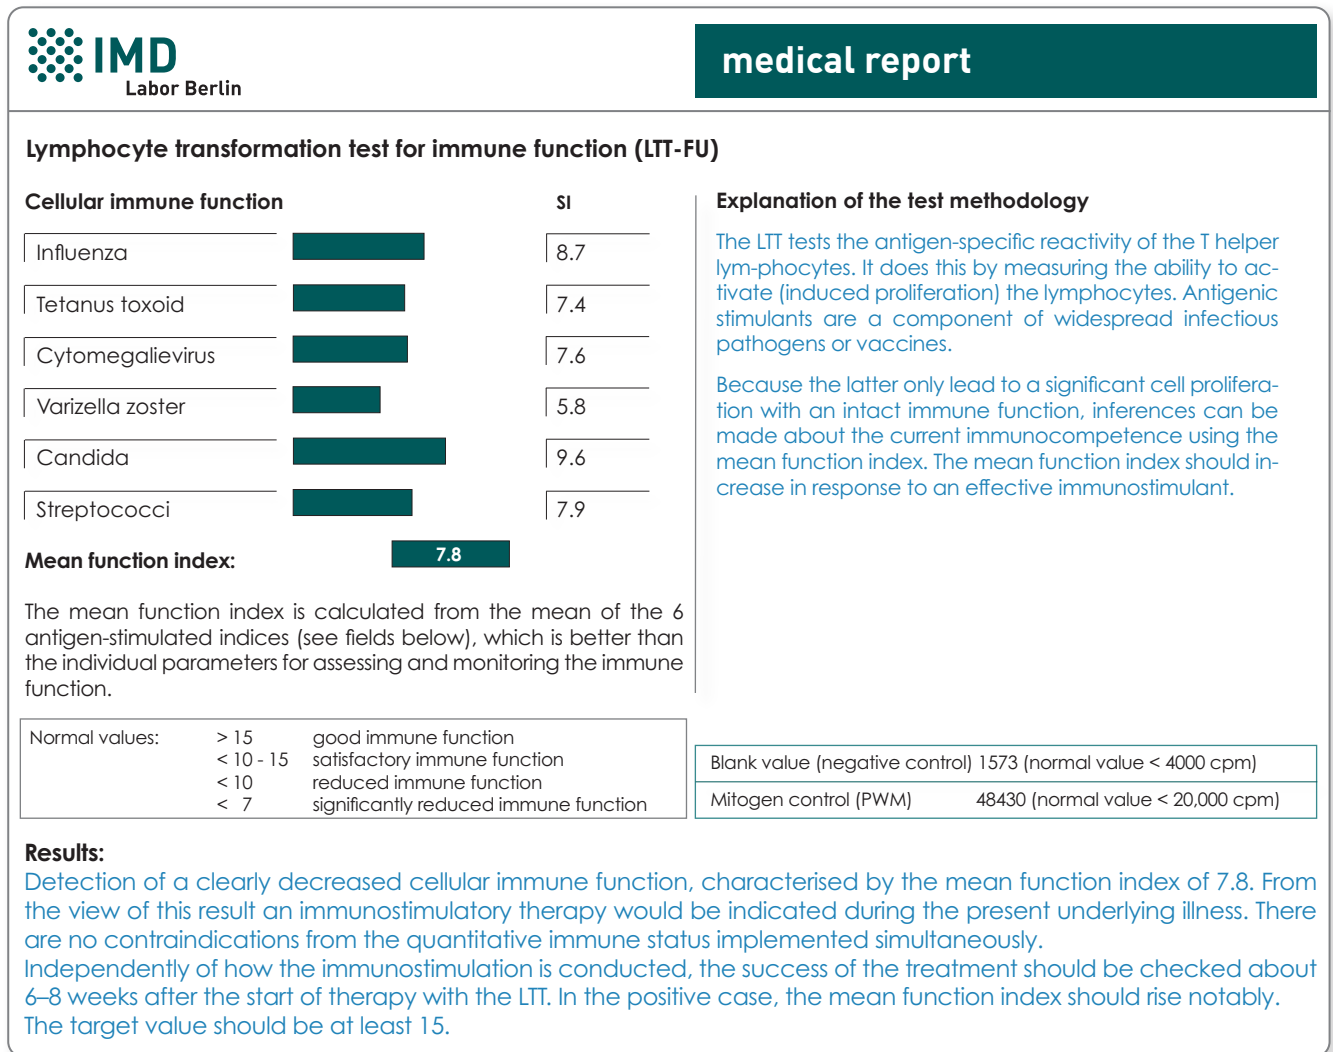 IMD
Labor Berlin
medical report
Lymphocyte transformation test for immune function (LTT-FU)
Cellular immune function SI
Influenza 8.7
Tetanus toxoid 7.4
Cytomegalievirus 7.6
Varizella zoster 5.8
Candida 9.6
Streptococci 7.9
Mean function index: 7.8
The mean function index is calculated from the mean of the 6
antigen-stimulated indices (see fields below), which is better than
the individual parameters for assessing and monitoring the immune
function.
Normal values: > 15 good immune function
< 10 - 15 satisfactory immune function
< 10 reduced immune function
< 7 significantly reduced immune function
Explanation of the test methodology
The LTT tests the antigen-specific reactivity of the T helper
lym-phocytes. It does this by measuring the ability to ac-
tivate (induced proliferation) the lymphocytes. Antigenic
stimulants are a component of widespread infectious
pathogens or vaccines.
Because the latter only lead to a significant cell prolifera-
tion with an intact immune function, inferences can be
made about the current immunocompetence using the
mean function index. The mean function index should in-
crease in response to an effective immunostimulant.
Blank value (negative control) 1573 (normal value < 4000 cpm)
Mitogen control (PWM) 48430 (normal value < 20,000 cpm)
Results:
Detection of a clearly decreased cellular immune function, characterised by the mean function index of 7.8. From
the view of this result an immunostimulatory therapy would be indicated during the present underlying illness. There
are no contraindications from the quantitative immune status implemented simultaneously.
Independently of how the immunostimulation is conducted, the success of the treatment should be checked about
6–8 weeks after the start of therapy with the LTT. In the positive case, the mean function index should rise notably.
The target value should be at least 15.